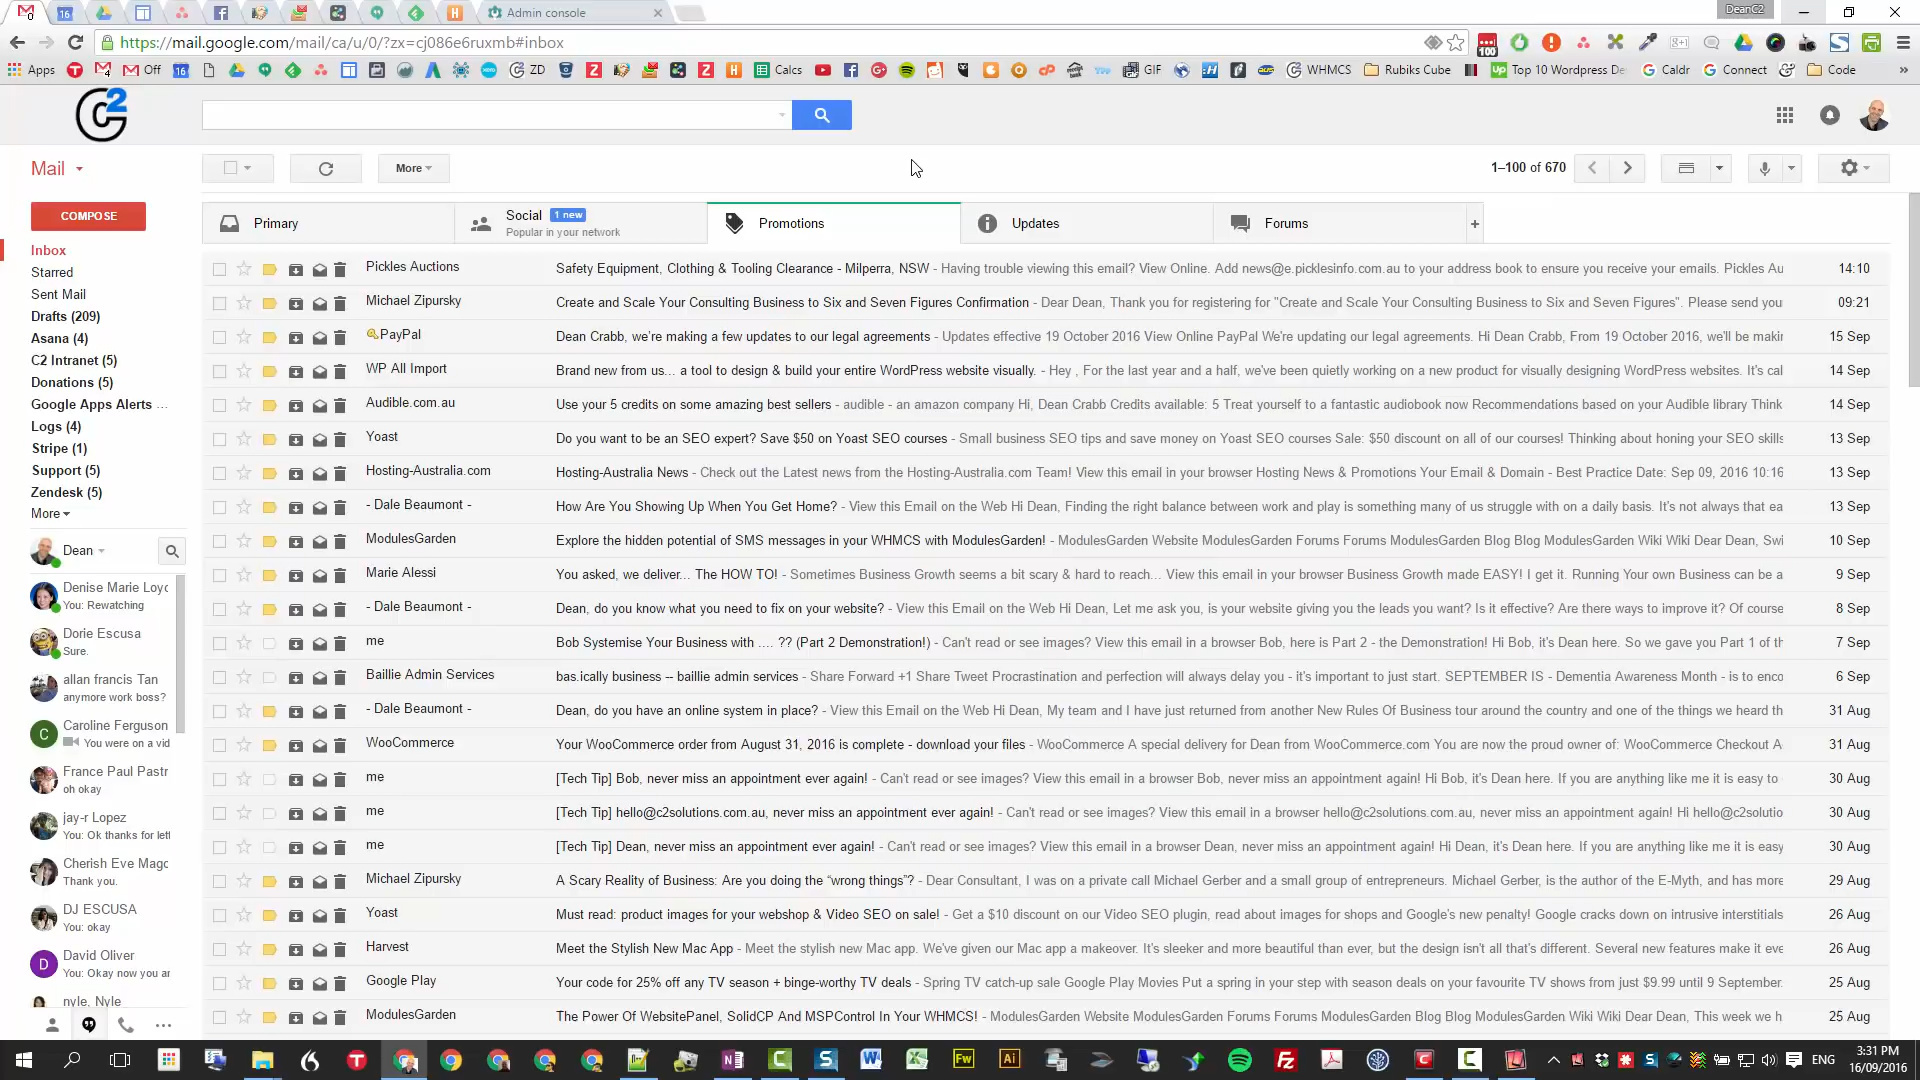 Admin console
DeanC2
https://mail.google.com/mail/ca/u/0/?zx=cj086e6ruxmb#inbox
Apps Off ZD Calcs GIF WHMCS Rubiks Cube Top 10 Wordpress De Caldr Connect Code
Mail
More
1–100 of 670
COMPOSE
Primary
Social 1 new
Popular in your network
Promotions
Updates
Forums
Inbox
Starred
Sent Mail
Drafts (209)
Asana (4)
C2 Intranet (5)
Donations (5)
Google Apps Alerts ...
Logs (4)
Stripe (1)
Support (5)
Zendesk (5)
More
Dean
Denise Marie Loyc
You: Rewatching
Dorie Escusa
Sure.
allan francis Tan
anymore work boss?
Caroline Ferguson
You were on a vid
France Paul Pastr
oh okay
jay-r Lopez
You: Ok thanks for lett
Cherish Eve Magc
Thank you.
DJ ESCUSA
You: okay
David Oliver
You: Okay now you ar
nyle, Nyle
Pickles Auctions Safety Equipment, Clothing & Tooling Clearance - Milperra, NSW - Having trouble viewing this email? View Online. Add news@e.picklesinfo.com.au to your address book to ensure you receive your emails. Pickles Au 14:10
Michael Zipursky Create and Scale Your Consulting Business to Six and Seven Figures Confirmation - Dear Dean, Thank you for registering for "Create and Scale Your Consulting Business to Six and Seven Figures". Please send you 09:21
PayPal Dean Crabb, we're making a few updates to our legal agreements - Updates effective 19 October 2016 View Online PayPal We're updating our legal agreements. Hi Dean Crabb, From 19 October 2016, we'll be makin 15 Sep
WP All Import Brand new from us... a tool to design & build your entire WordPress website visually. - Hey , For the last year and a half, we've been quietly working on a new product for visually designing WordPress websites. It's cal 14 Sep
Audible.com.au Use your 5 credits on some amazing best sellers - audible - an amazon company Hi, Dean Crabb Credits available: 5 Treat yourself to a fantastic audiobook now Recommendations based on your Audible library Think 14 Sep
Yoast Do you want to be an SEO expert? Save $50 on Yoast SEO courses - Small business SEO tips and save money on Yoast SEO courses Sale: $50 discount on all of our courses! Thinking about honing your SEO skills 13 Sep
Hosting-Australia.com Hosting-Australia News - Check out the Latest news from the Hosting-Australia.com Team! View this email in your browser Hosting News & Promotions Your Email & Domain - Best Practice Date: Sep 09, 2016 10:16 13 Sep
- Dale Beaumont - How Are You Showing Up When You Get Home? - View this Email on the Web Hi Dean, Finding the right balance between work and play is something many of us struggle with on a daily basis. It's not always that ea 13 Sep
ModulesGarden Explore the hidden potential of SMS messages in your WHMCS with ModulesGarden! - ModulesGarden Website ModulesGarden Forums Forums ModulesGarden Blog Blog ModulesGarden Wiki Wiki Dear Dean, Swi 10 Sep
Marie Alessi You asked, we deliver... The HOW TO! - Sometimes Business Growth seems a bit scary & hard to reach... View this email in your browser Business Growth made EASY! I get it. Running Your own Business can be a 9 Sep
- Dale Beaumont - Dean, do you know what you need to fix on your website? - View this Email on the Web Hi Dean, Let me ask you, is your website giving you the leads you want? Is it effective? Are there ways to improve it? Of course 8 Sep
me Bob Systemise Your Business with .... ?? (Part 2 Demonstration!) - Can't read or see images? View this email in a browser Bob, here is Part 2 - the Demonstration! Hi Bob, it's Dean here. So we gave you Part 1 of th 7 Sep
Baillie Admin Services bas.ically business -- baillie admin services - Share Forward +1 Share Tweet Procrastination and perfection will always delay you - it's important to just start. SEPTEMBER IS - Dementia Awareness Month - is to enco 6 Sep
- Dale Beaumont - Dean, do you have an online system in place? - View this Email on the Web Hi Dean, My team and I have just returned from another New Rules Of Business tour around the country and one of the things we heard th 31 Aug
WooCommerce Your WooCommerce order from August 31, 2016 is complete - download your files - WooCommerce A special delivery for Dean from WooCommerce.com You are now the proud owner of: WooCommerce Checkout A 31 Aug
me [Tech Tip] Bob, never miss an appointment ever again! - Can't read or see images? View this email in a browser Bob, never miss an appointment again! Hi Bob, it's Dean here. If you are anything like me it is easy to 30 Aug
me [Tech Tip] hello@c2solutions.com.au, never miss an appointment ever again! - Can't read or see images? View this email in a browser hello@c2solutions.com.au, never miss an appointment again! Hi hello@c2solutio 30 Aug
me [Tech Tip] Dean, never miss an appointment ever again! - Can't read or see images? View this email in a browser Dean, never miss an appointment again! Hi Dean, it's Dean here. If you are anything like me it is easy 30 Aug
Michael Zipursky A Scary Reality of Business: Are you doing the “wrong things”? - Dear Consultant, I was on a private call Michael Gerber and a small group of entrepreneurs. Michael Gerber, is the author of the E-Myth, and has more 29 Aug
Yoast Must read: product images for your webshop & Video SEO on sale! - Get a $10 discount on our Video SEO plugin, read about images for shops and Google's new penalty! Google cracks down on intrusive interstitials 26 Aug
Harvest Meet the Stylish New Mac App - Meet the stylish new Mac app. We've given our Mac app a makeover. It's sleeker and more beautiful than ever, but the design isn't all that's different. Several new features make it eve 26 Aug
Google Play Your code for 25% off any TV season + binge-worthy TV deals - Spring TV catch-up sale Google Play Movies Put a spring in your step with season deals on your favourite TV shows from just $9.99 until 9 September. 25 Aug
ModulesGarden The Power Of WebsitePanel, SolidCP And MSPControl In Your WHMCS! - ModulesGarden Website ModulesGarden Forums Forums ModulesGarden Blog Blog ModulesGarden Wiki Wiki Dear Dean, This week we h 25 Aug
ENG
3:31 PM
16/09/2016